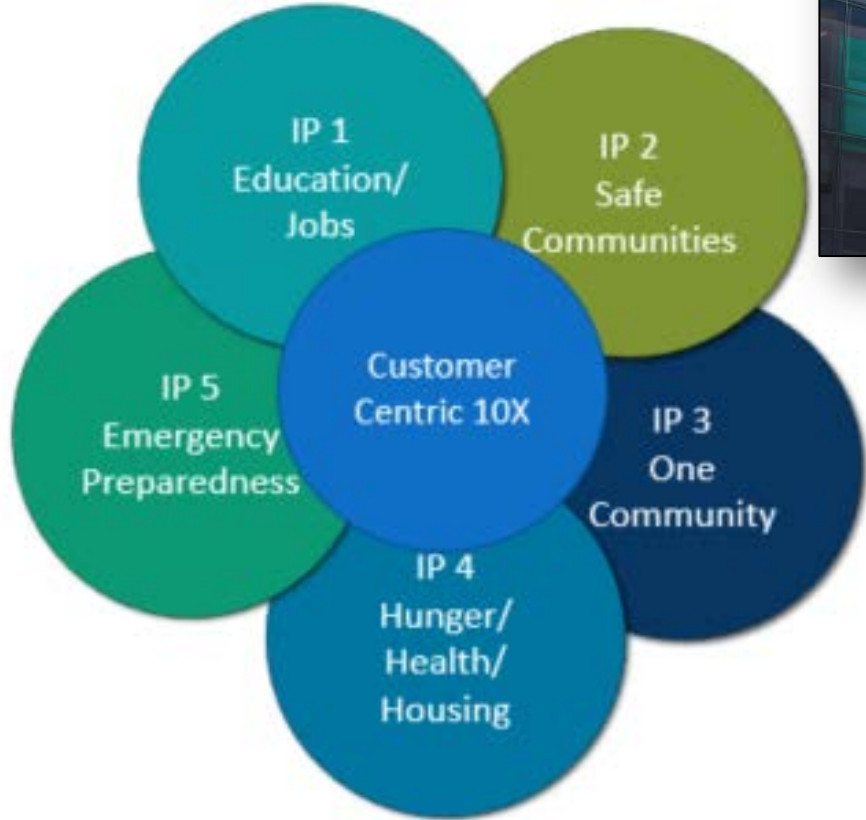 IP 1
Education/
Jobs
IP 2
Safe
Communities
Customer
Centric 10X
IP 3
One
Community
IP 4
Hunger/
Health/
Housing
IP 5
Emergency
Preparedness